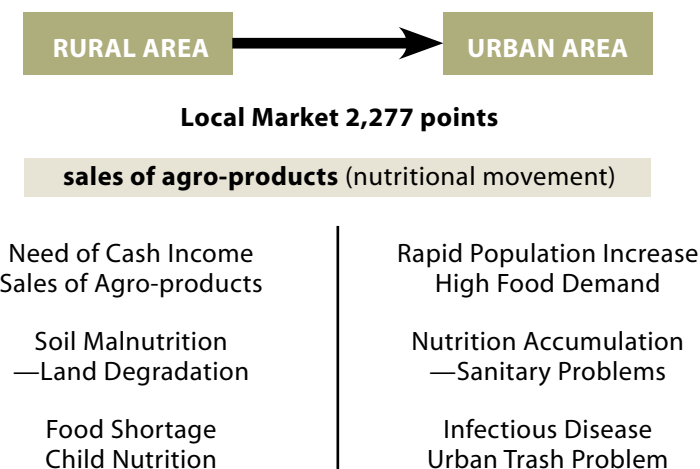 RURAL AREA
URBAN AREA
Local Market 2,277 points
sales of agro-products (nutritional movement)
Need of Cash Income
Sales of Agro-products
Soil Malnutrition
—Land Degradation
Food Shortage
Child Nutrition
Rapid Population Increase
High Food Demand
Nutrition Accumulation
—Sanitary Problems
Infectious Disease
Urban Trash Problem